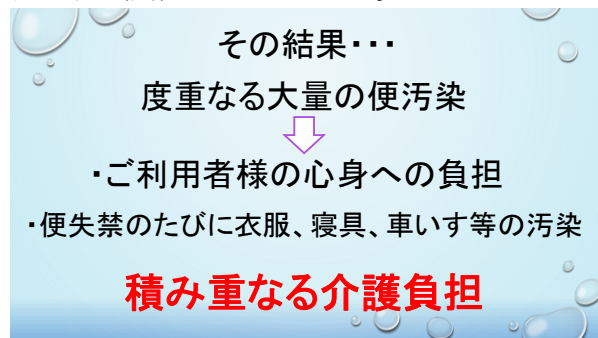 その結果・・・
度重なる大量の便汚染
・ご利用者様の心身への負担
・便失禁のたびに衣服、寝具、車いす等の汚染
積み重なる介護負担